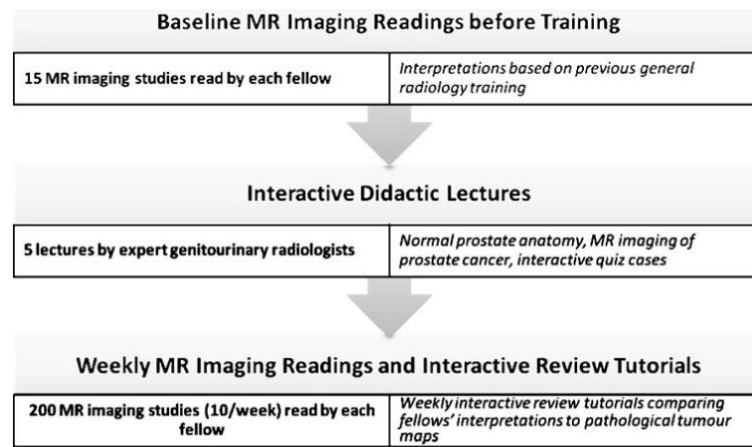 Baseline MR Imaging Readings before Training
15 MR imaging studies read by each fellow
Interpretations based on previous general
radiology training
Interactive Didactic Lectures
5 lectures by expert genitourinary radiologists
Normal prostate anatomy, MR imaging of
prostate cancer, interactive quiz cases
Weekly MR Imaging Readings and Interactive Review Tutorials
200 MR imaging studies (10/week) read by each
fellow
Weekly interactive review tutorials comparing
fellows' interpretations to pathological tumour
maps